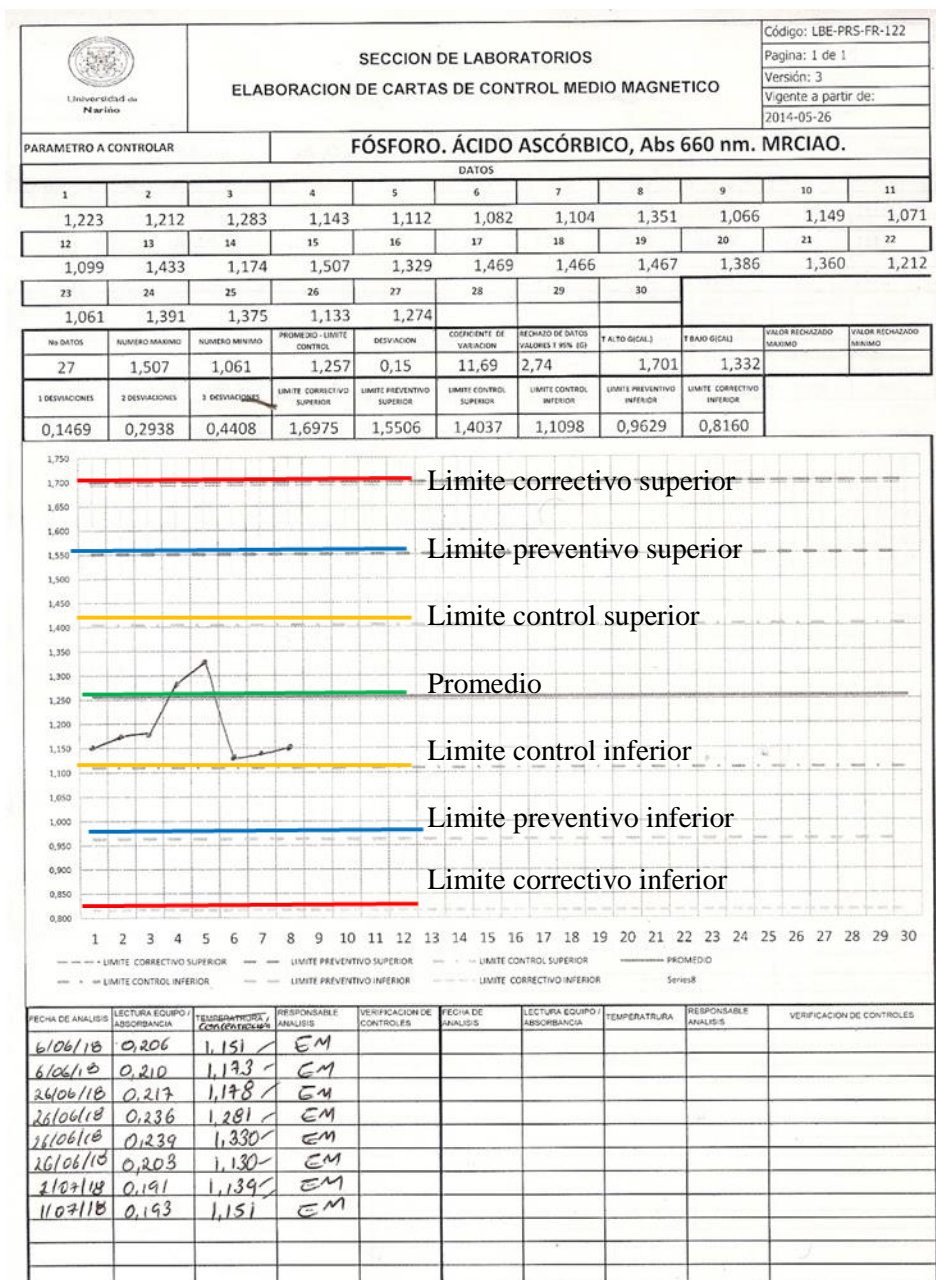 Universidad de
Nariño
SECCION DE LABORATORIOS
ELABORACION DE CARTAS DE CONTROL MEDIO MAGNETICO
Código: LBE-PRS-FR-122
Pagina: 1 de 1
Versión: 3
Vigente a partir de:
2014-05-26
PARAMETRO A CONTROLAR FÓSFORO. ÁCIDO ASCÓRBICO, Abs 660 nm. MRCIAO.
DATOS
1 2 3 4 5 6 7 8 9 10 11
1,223 1,212 1,283 1,143 1,112 1,082 1,104 1,351 1,066 1,149 1,071
12 13 14 15 16 17 18 19 20 21 22
1,099 1,433 1,174 1,507 1,329 1,469 1,466 1,467 1,386 1,360 1,212
23 24 25 26 27 28 29 30
1,061 1,391 1,375 1,133 1,274
No DATOS NUMERO MAXIMO NUMERO MINIMO PROMEDIO - LIMITE CONTROL DESVIACION COEFICIENTE DE VARIACION RECHAZO DE DATOS VALORES T 95% (G) T ALTO G(CAL.) T BAJO G(CAL) VALOR RECHAZADO MAXIMO VALOR RECHAZADO MINIMO
27 1,507 1,061 1,257 0,15 11,69 2,74 1,701 1,332
1 DESVIACIONES 2 DESVIACIONES 3 DESVIACIONES LIMITE CORRECTIVO SUPERIOR LIMITE PREVENTIVO SUPERIOR LIMITE CONTROL SUPERIOR LIMITE CONTROL INFERIOR LIMITE PREVENTIVO INFERIOR LIMITE CORRECTIVO INFERIOR
0,1469 0,2938 0,4408 1,6975 1,5506 1,4037 1,1098 0,9629 0,8160
1,750
1,700 Limite correctivo superior
1,650
1,600
1,550 Limite preventivo superior
1,500
1,450
Limite control superior
1,400
1,350
1,300
Promedio
1,250
1,200
1,150 Limite control inferior
1,100
1,050
1,000 Limite preventivo inferior
0,950
0,900
Limite correctivo inferior
0,850
0,800
1 2 3 4 5 6 7 8 9 10 11 12 13 14 15 16 17 18 19 20 21 22 23 24 25 26 27 28 29 30
LIMITE CORRECTIVO SUPERIOR LIMITE PREVENTIVO SUPERIOR LIMITE CONTROL SUPERIOR PROMEDIO
LIMITE CONTROL INFERIOR LIMITE PREVENTIVO INFERIOR LIMITE CORRECTIVO INFERIOR Series8
FECHA DE ANALISIS LECTURA EQUIPO / ABSORBANCIA TEMPERATRURA / Concentracion RESPONSABLE ANALISIS VERIFICACION DE CONTROLES FECHA DE ANALISIS LECTURA EQUIPO / ABSORBANCIA TEMPERATRURA RESPONSABLE ANALISIS VERIFICACION DE CONTROLES
6/06/18 0,206 1,151 EM
6/06/18 0,210 1,173 EM
26/06/18 0,217 1,178 EM
26/06/18 0,236 1,281 EM
26/06/18 0,239 1,330 EM
26/06/18 0,203 1,130 EM
0,191 1,139 EM
0,193 1,151 EM